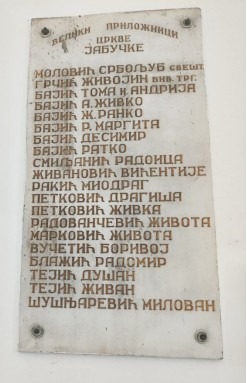 ВЕЛИКИ ПРИЛОЖНИЦИ
ЦРКВЕ
ЈАБУЧКЕ
МОЛОВИЋ СРБОЉУБ СВЕШТ.
ГРЧИЋ ЖИВОЈИН БИВ. ТРГ.
БАЈИЋ ТОМА И АНДРИЈА
БАЈИЋ А. ЖИВКО
БАЈИЋ Ж. РАНКО
БАЈИЋ Р. МАРГИТА
БАЈИЋ ДЕСИМИР
БАЈИЋ РАТКО
СМИЉАНИЋ РАДОИЦА
ЖИВАНОВИЋ ВИЋЕНТИЈЕ
РАКИЋ МИОДРАГ
ПЕТКОВИЋ ДРАГИША
ПЕТКОВИЋ ЖИВКА
РАДОВАНЧЕВИЋ ЖИВОТА
МАРКОВИЋ ЖИВОТА
ВУЧЕТИЋ БОРИВОЈ
БЛАЖИЋ РАДОМИР
ТЕЈИЋ ДУШАН
ТЕЈИЋ ЖИВАН
ШУШЊАРЕВИЋ МИЛОВАН